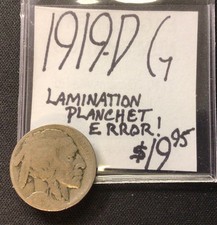 1919-D G
LAMINATION
PLANCHET
ERROR!
$19.95